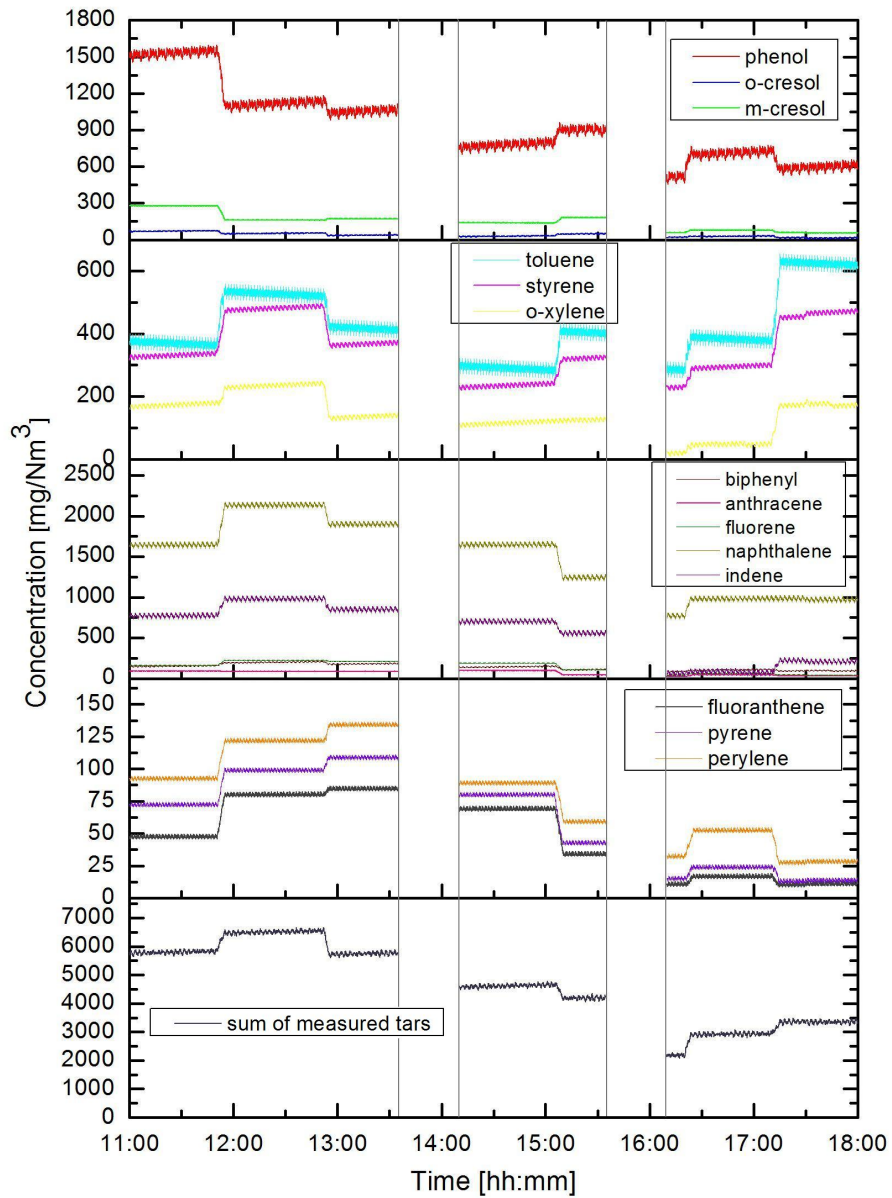 1800
1500
1200
900
600
300
0
phenol
o-cresol
m-cresol
600
400
200
0
toluene
styrene
o-xylene
2500
2000
1500
1000
500
0
biphenyl
anthracene
fluorene
naphthalene
indene
150
125
100
75
50
25
0
fluoranthene
pyrene
perylene
7000
6000
5000
4000
3000
2000
1000
0
sum of measured tars
Concentration [mg/Nm³]
11:00 12:00 13:00 14:00 15:00 16:00 17:00 18:00
Time [hh:mm]